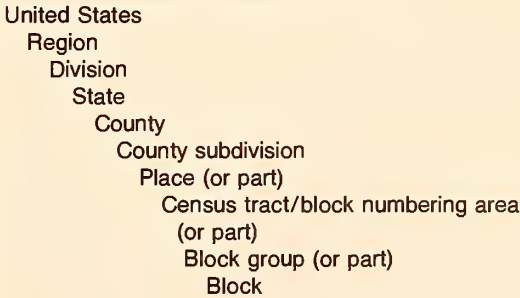 United States
Region
Division
State
County
County subdivision
Place (or part)
Census tract/block numbering area
(or part)
Block group (or part)
Block